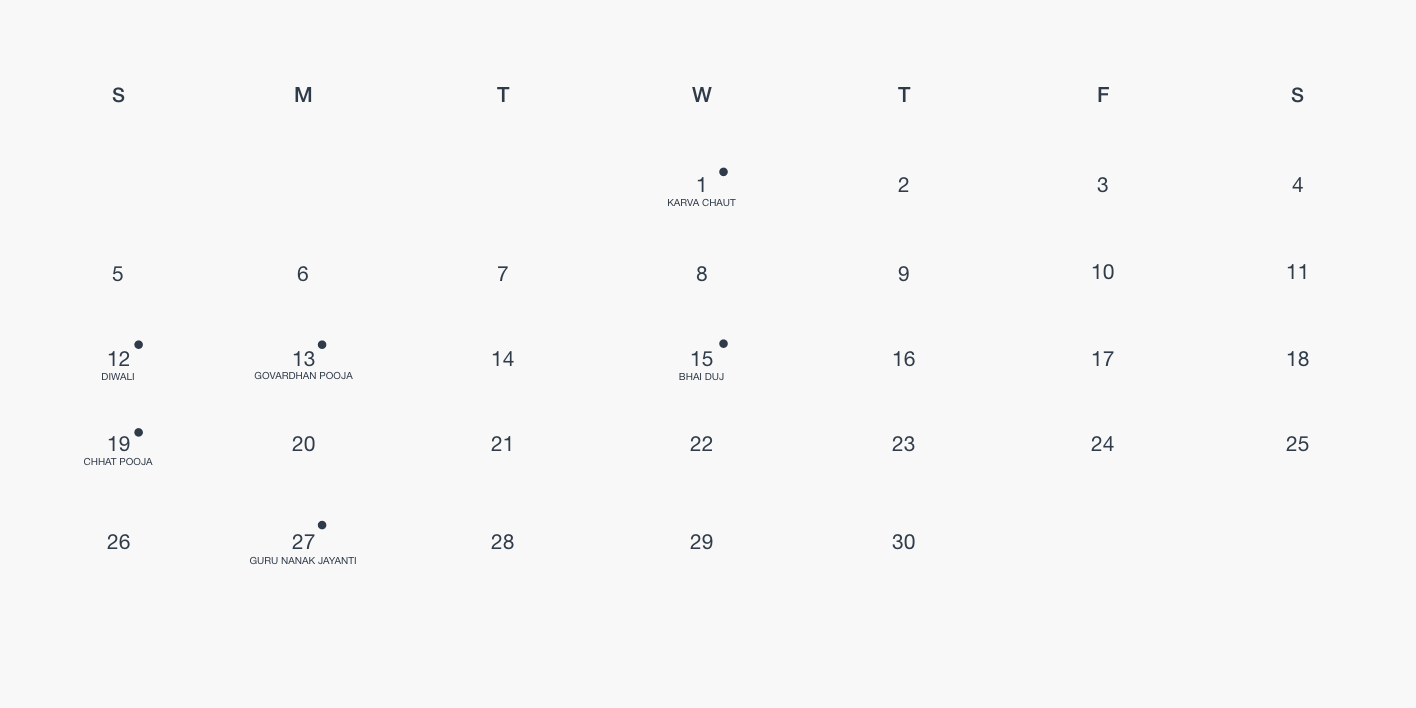 S M T W T F S
1 2 3 4
KARVA CHAUT
5 6 7 8 9 10 11
12 13 14 15 16 17 18
DIWALI GOVARDHAN POOJA BHAI DUJ
19 20 21 22 23 24 25
CHHAT POOJA
26 27 28 29 30
GURU NANAK JAYANTI